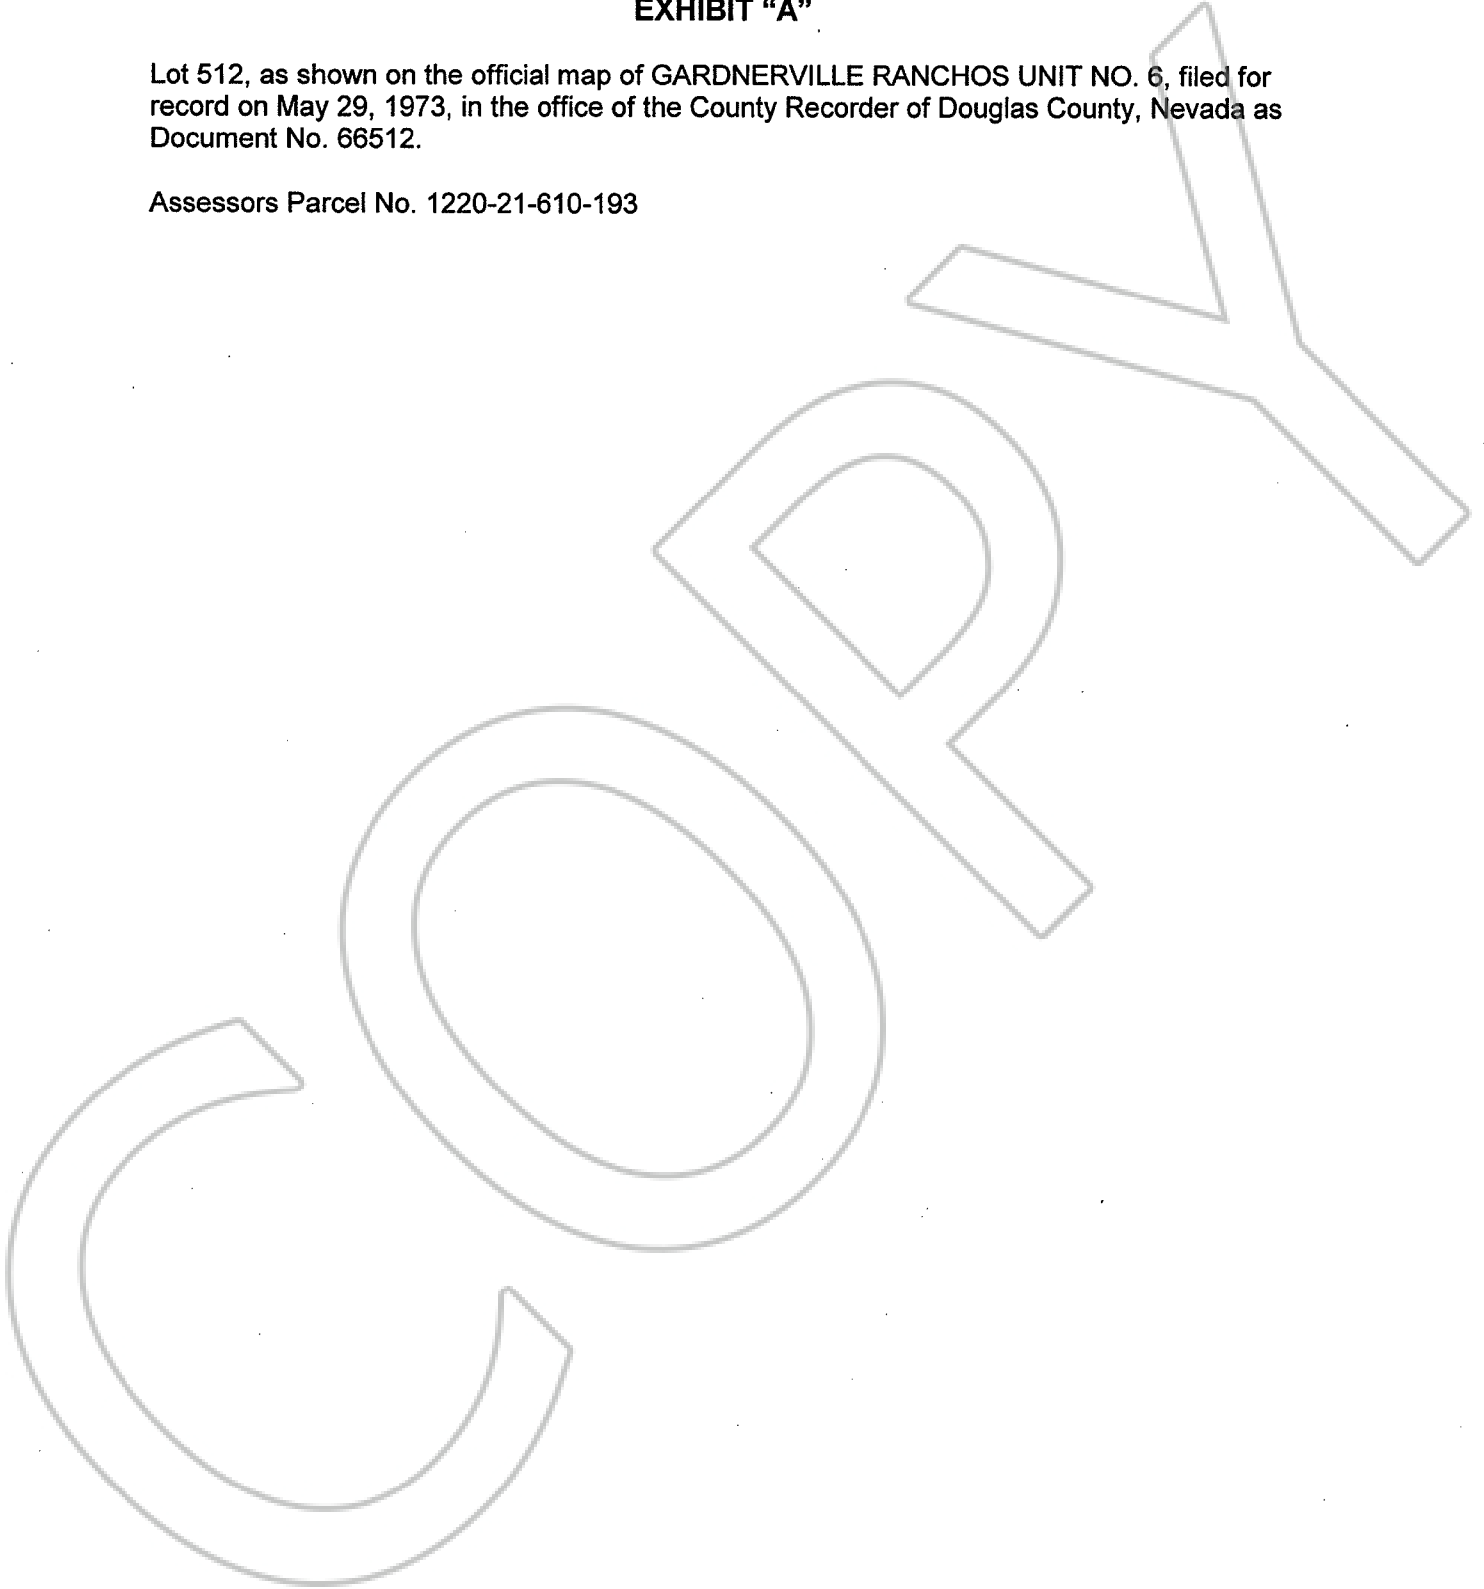 EXHIBIT “A”
Lot 512, as shown on the official map of GARDNERVILLE RANCHOS UNIT NO. 6, filed for
record on May 29, 1973, in the office of the County Recorder of Douglas County, Nevada as
Document No. 66512.
Assessors Parcel No. 1220-21-610-193
COPY